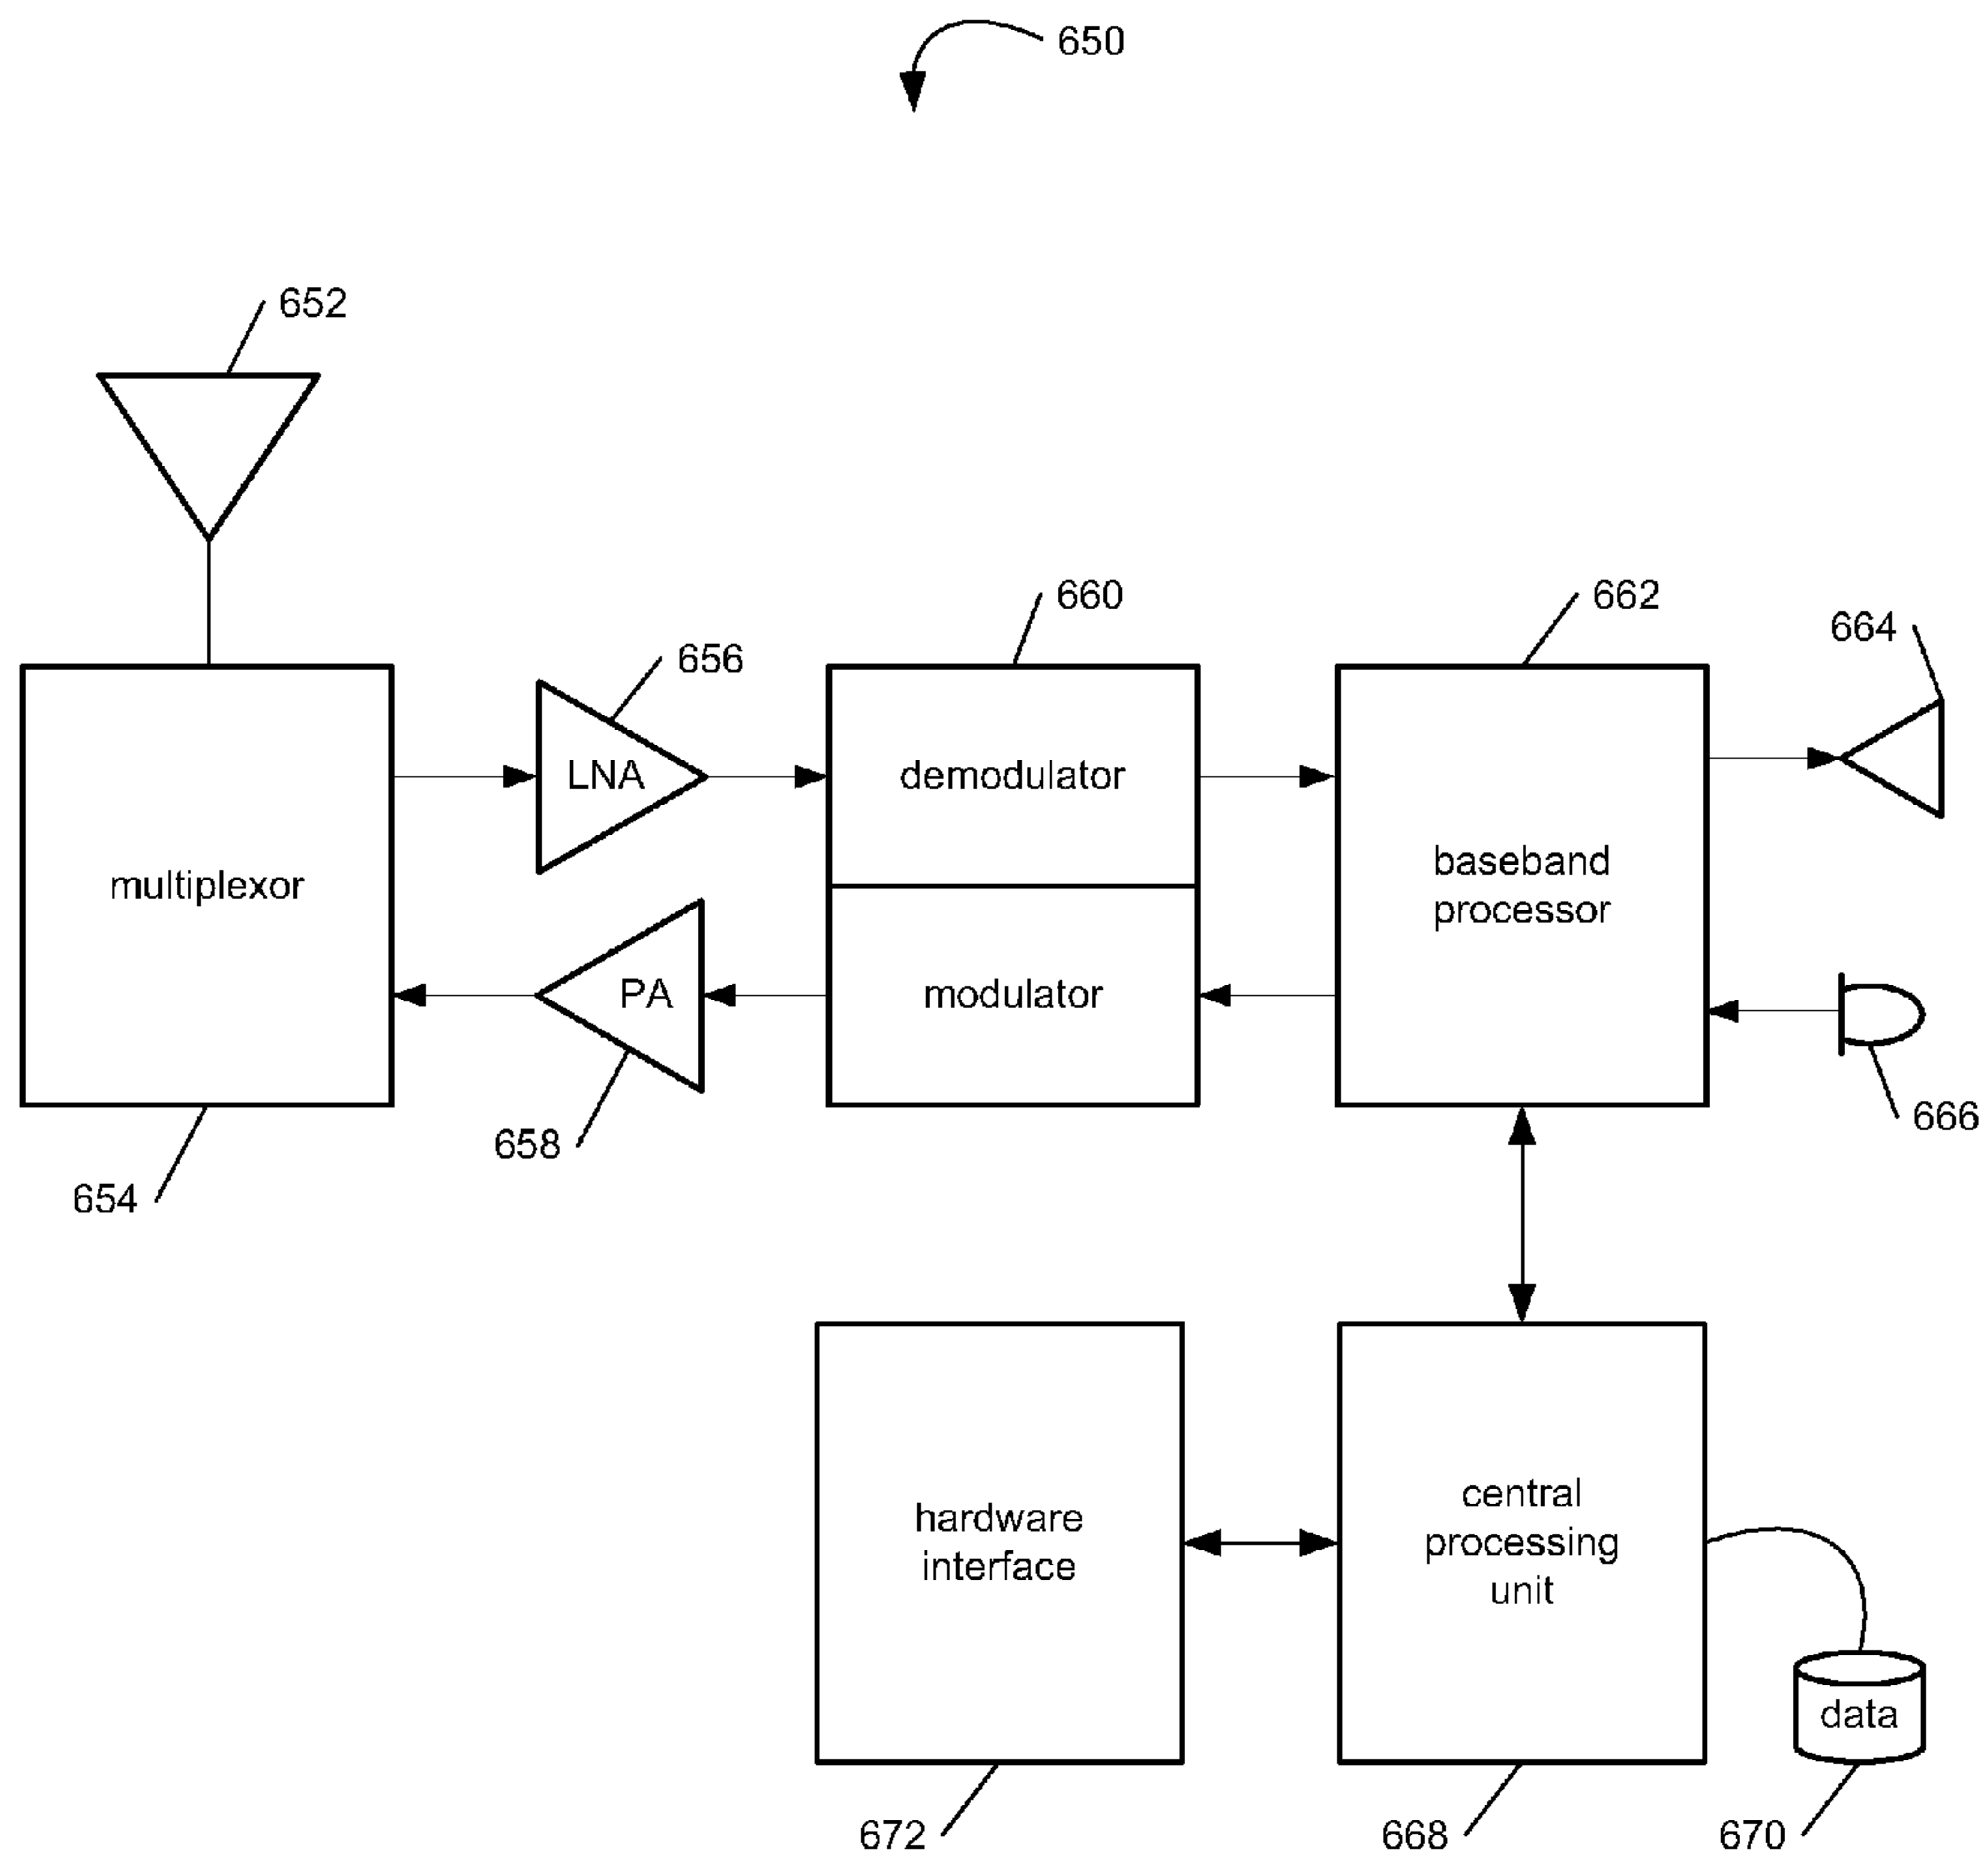 650
652
660
662
664
656
LNA
demodulator
multiplexor
baseband
processor
PA
modulator
658
666
654
hardware
interface
central
processing
unit
data
672
668
670